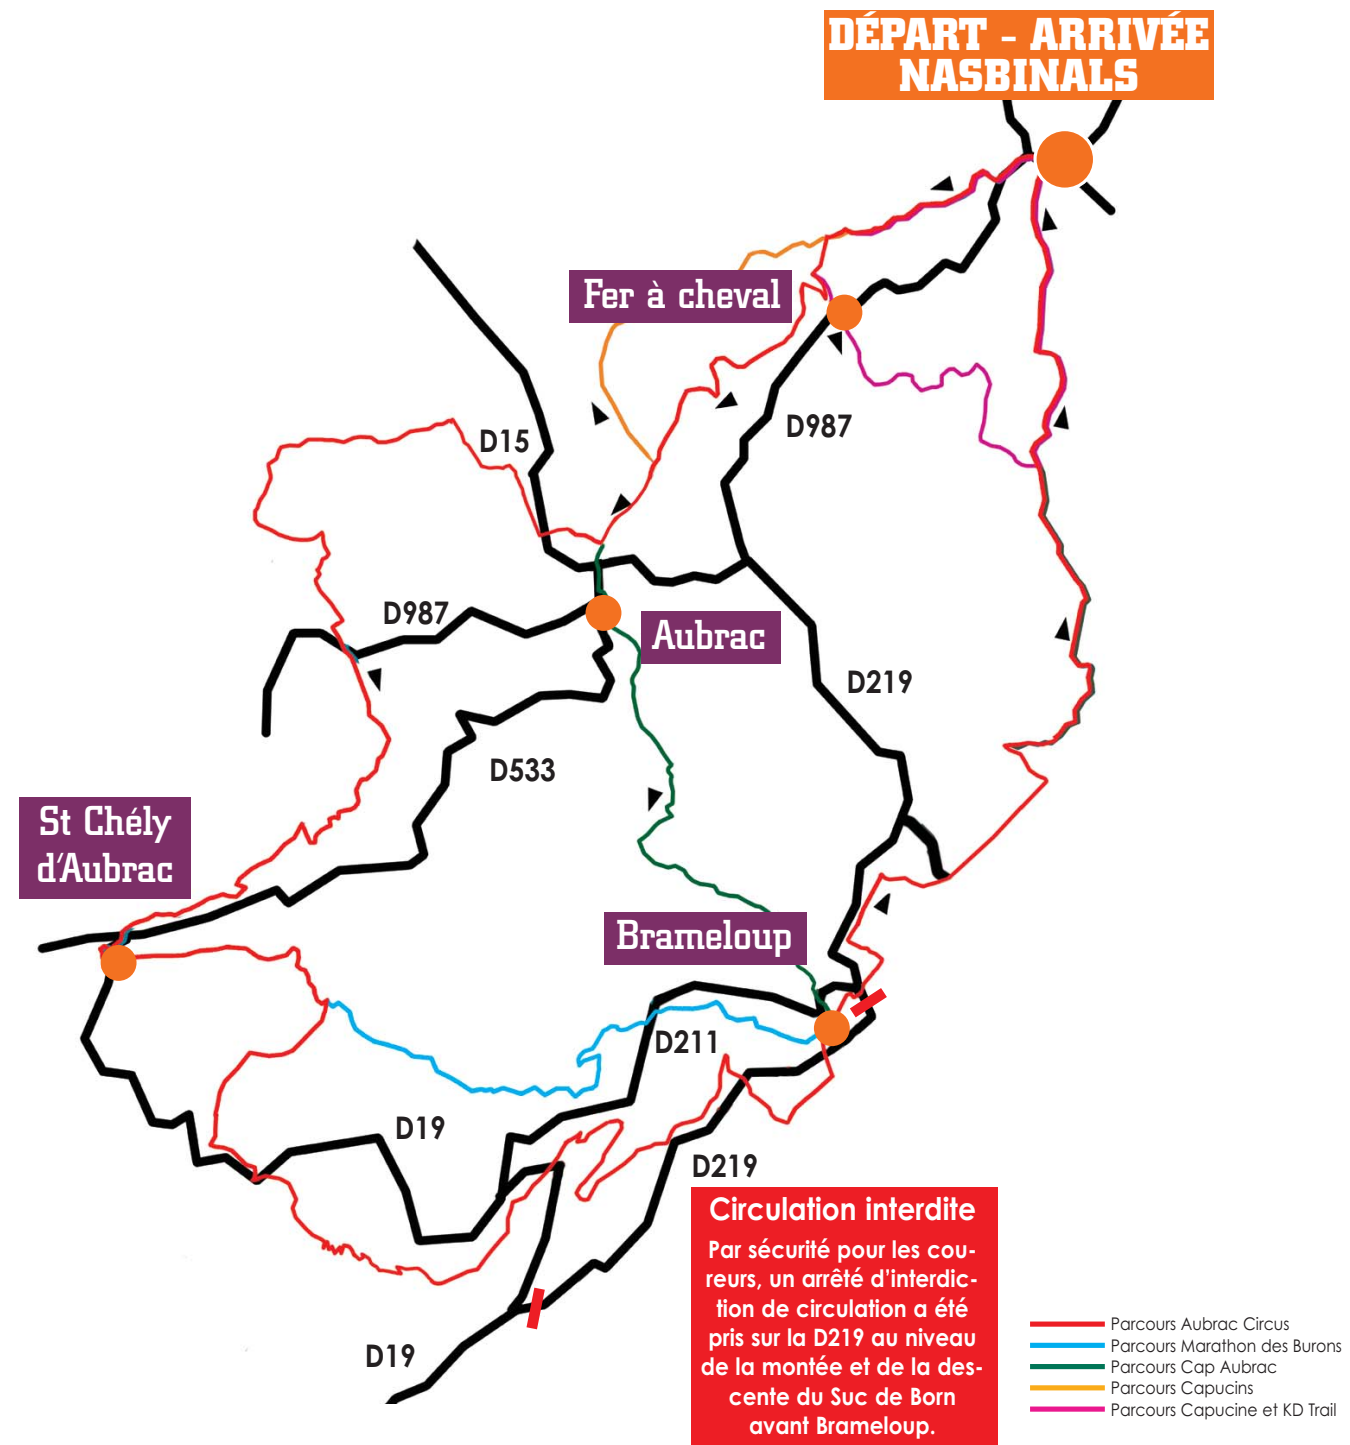 DÉPART - ARRIVÉE
NASBINALS
Fer à cheval
D987
D15
D987
Aubrac
D219
D533
St Chély
d'Aubrac
Brameloup
D211
D19
D219
Circulation interdite
Par sécurité pour les cou-
reurs, un arrêté d'interdic-
tion de circulation a été
pris sur la D219 au niveau
de la montée et de la des-
cente du Suc de Born
avant Brameloup.
D19
Parcours Aubrac Circus
Parcours Marathon des Burons
Parcours Cap Aubrac
Parcours Capucins
Parcours Capucine et KD Trail